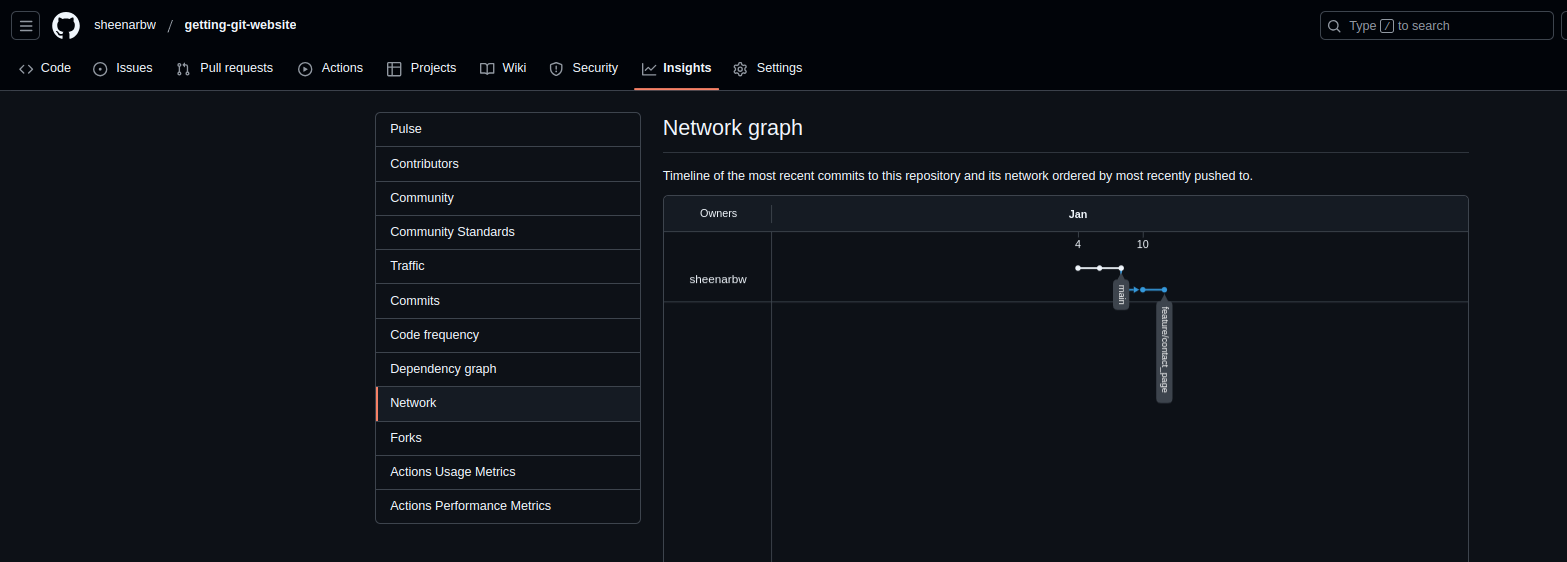 sheenarbw / getting-git-website
Type / to search
Code Issues Pull requests Actions Projects Wiki Security Insights Settings
Pulse
Contributors
Community
Community Standards
Traffic
Commits
Code frequency
Dependency graph
Network
Forks
Actions Usage Metrics
Actions Performance Metrics
Network graph
Timeline of the most recent commits to this repository and its network ordered by most recently pushed to.
Owners Jan
4 10
sheenarbw
main
feature/contact_page